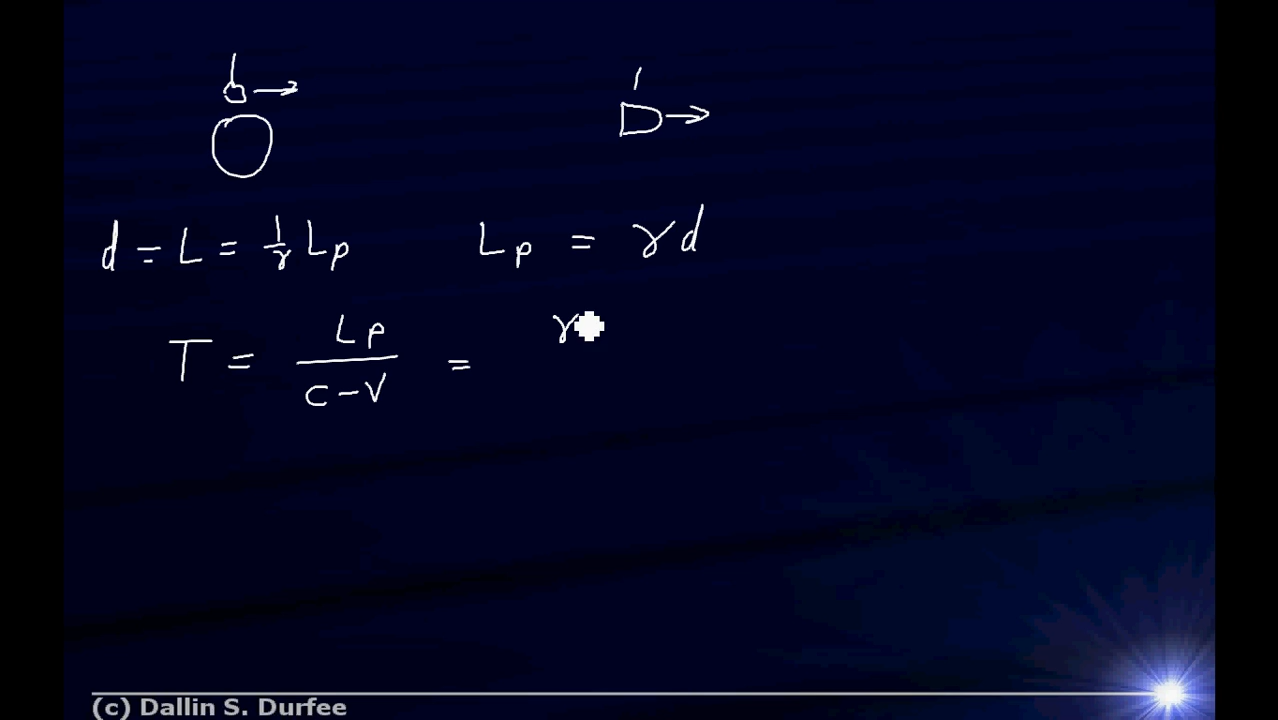 d = L = 1/γ Lp    Lp = γd
T = Lp/(c-v) = γ
(c) Dallin S. Durfee